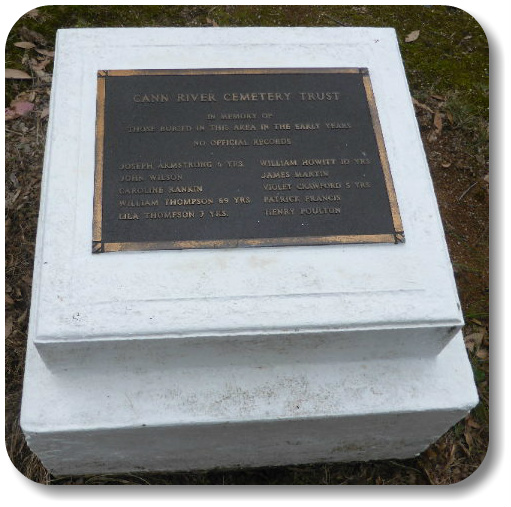 CANN RIVER CEMETERY TRUST
IN MEMORY OF
THOSE BURIED IN THIS AREA IN THE EARLY YEARS
NO OFFICIAL RECORDS
JOSEPH ARMSTRONG 6 YRS. WILLIAM HOWITT 10 YRS
JOHN WILSON JAMES MARTIN
CAROLINE RANKIN VIOLET CRAWFORD 5 YRS
WILLIAM THOMPSON 69 YRS PATRICK FRANCIS
LILA THOMPSON 3 YRS. HENRY POULTON